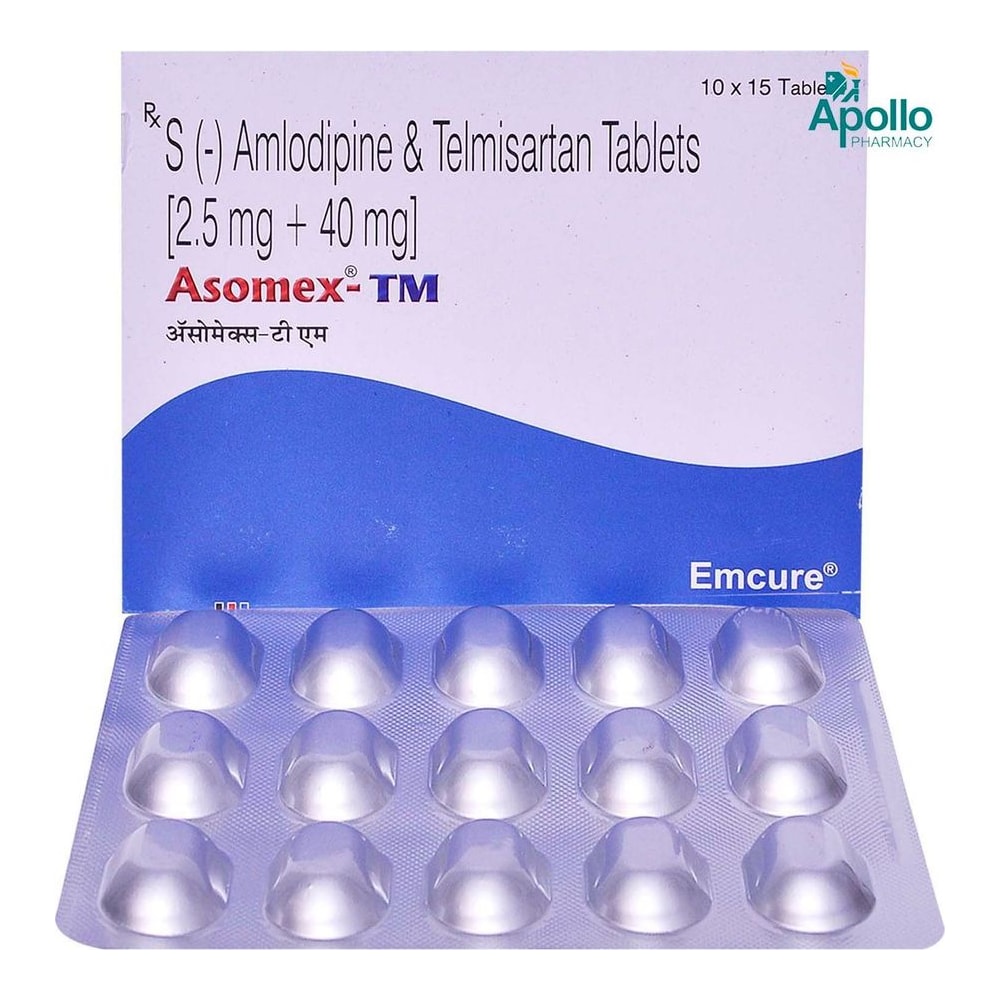 10 x 15 Table
Apollo
PHARMACY
Rx S (-) Amlodipine & Telmisartan Tablets
[2.5 mg + 40 mg]
Asomex®-TM
ॲसोमेक्स-टी एम
Emcure®